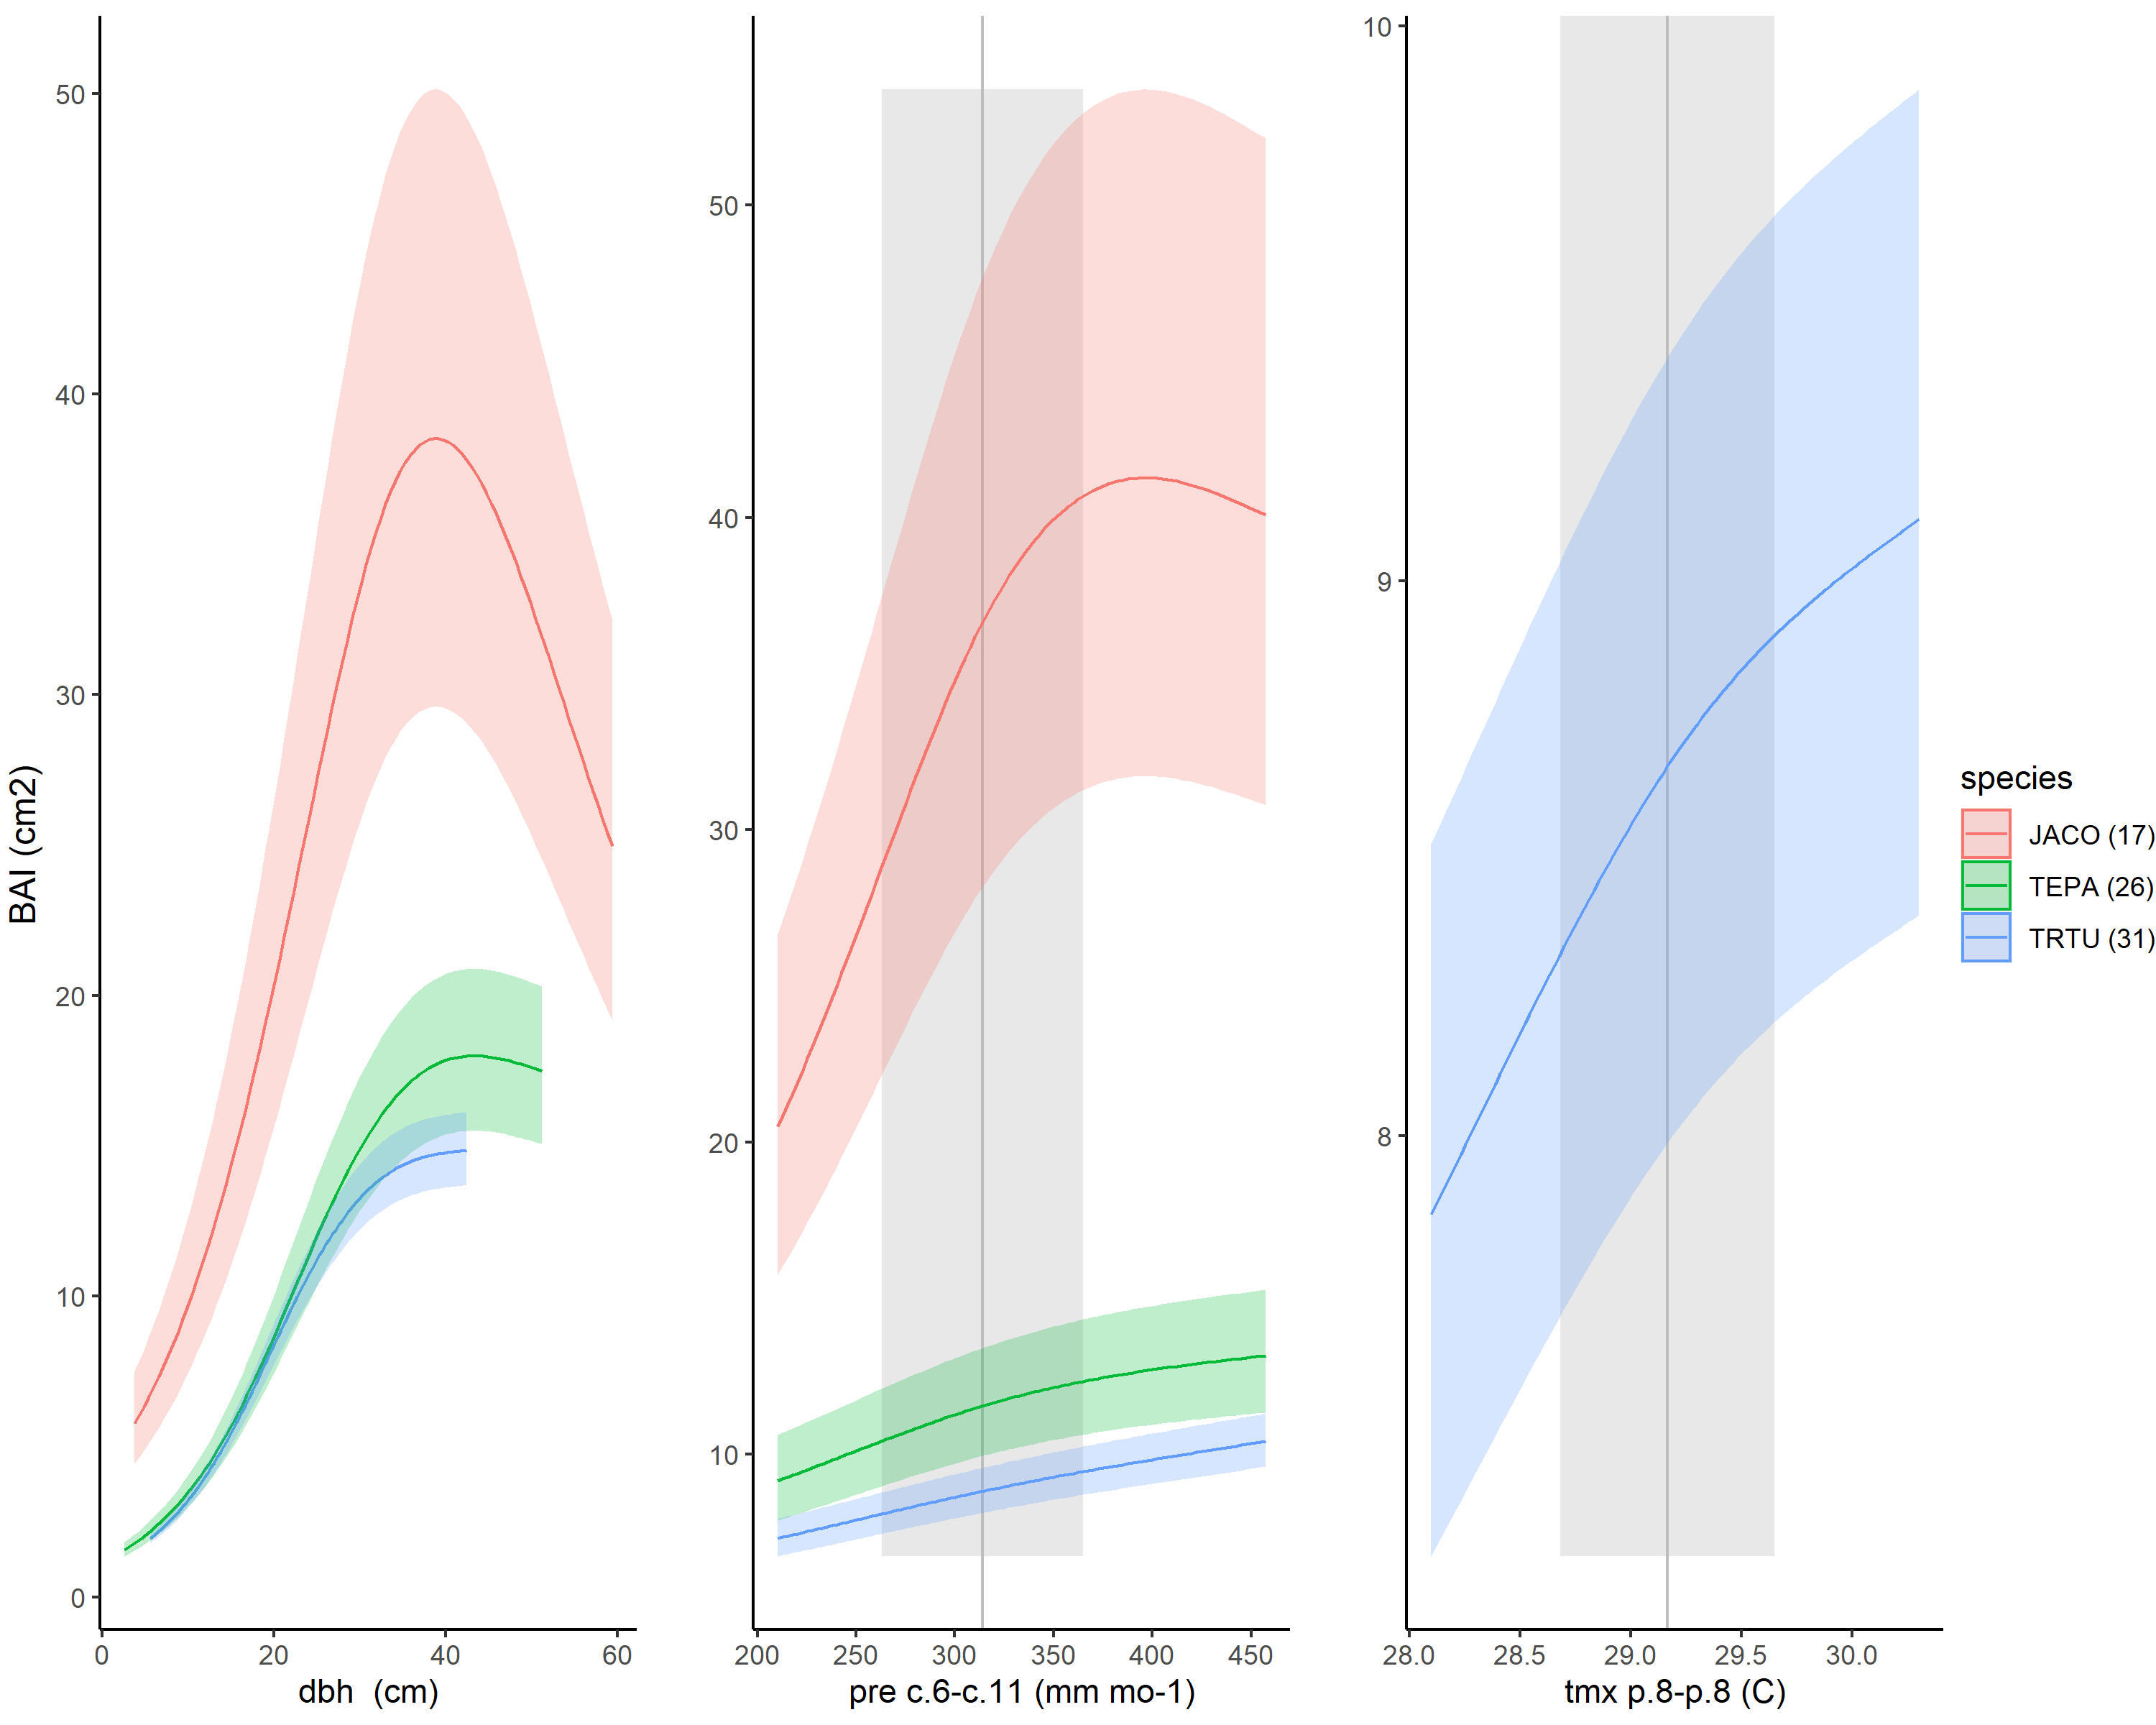 BAI (cm2)
50
40
30
20
10
0
0 20 40 60
dbh  (cm)
50
40
30
20
10
200 250 300 350 400 450
pre c.6-c.11 (mm mo-1)
10
9
8
28.0 28.5 29.0 29.5 30.0
tmx p.8-p.8 (C)
species
JACO (17)
TEPA (26)
TRTU (31)